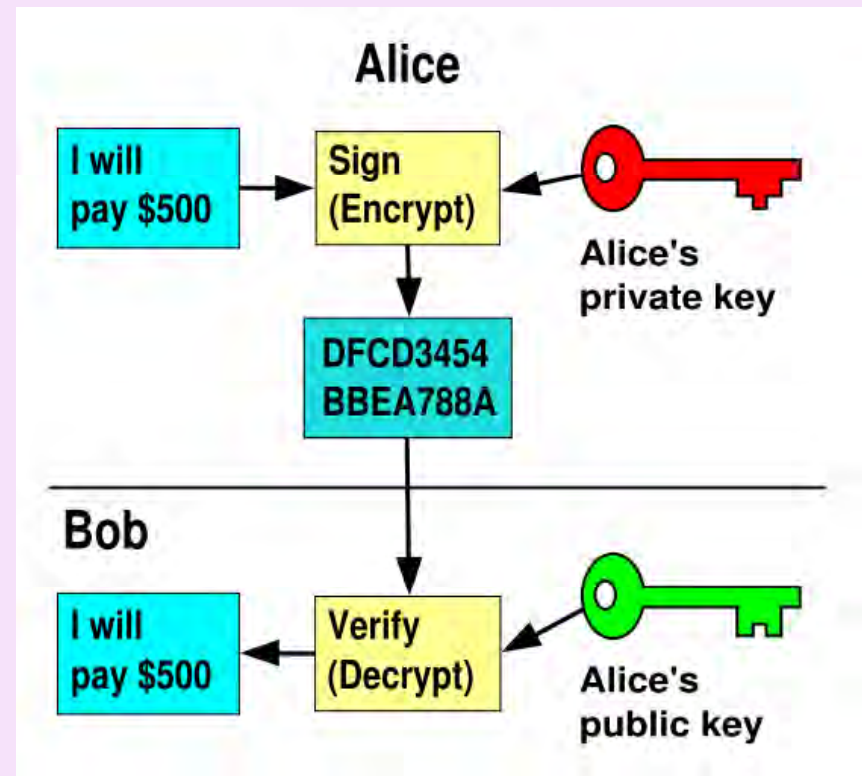 Alice
I will
pay $500
Sign
(Encrypt)
Alice's
private key
DFCD3454
BBEA788A
Bob
I will
pay $500
Verify
(Decrypt)
Alice's
public key